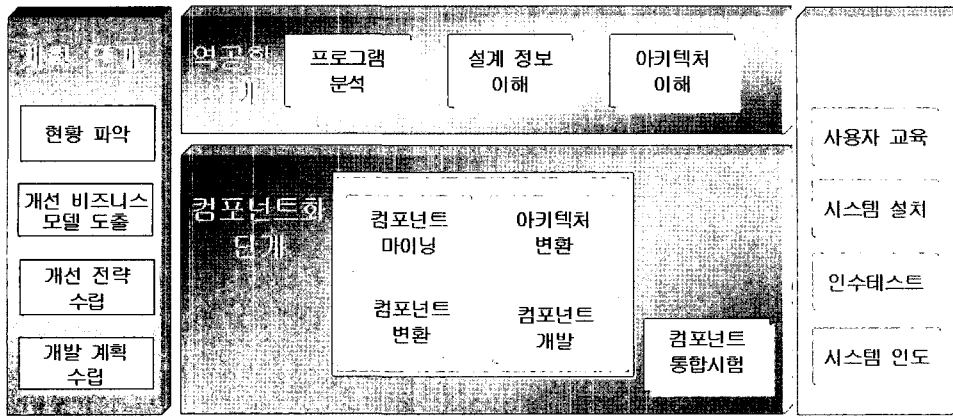 현황 파악
개선 비즈니스
모델 도출
개선 전략
수립
개발 계획
수립
프로그램
분석
설계 정보
이해
아키텍처
이해
컴포넌트화
단계
컴포넌트
마이닝
아키텍처
변환
컴포넌트
변환
컴포넌트
개발
컴포넌트
통합시험
사용자 교육
시스템 설치
인수테스트
시스템 인도